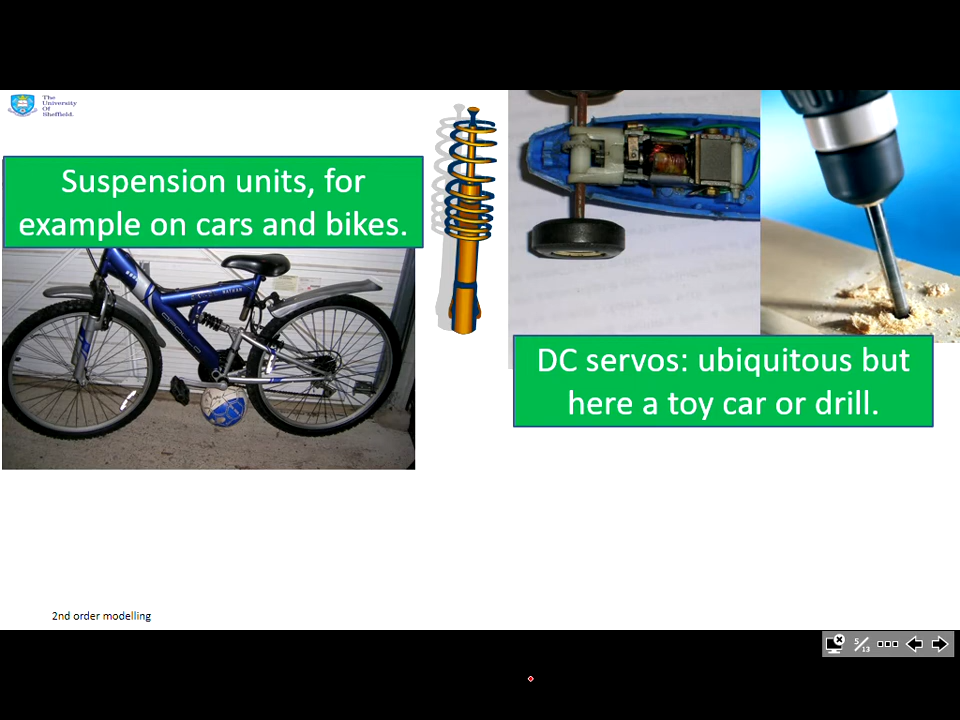 The
University
Of
Sheffield.
Suspension units, for
example on cars and bikes.
DC servos: ubiquitous but
here a toy car or drill.
2nd order modelling
5/13